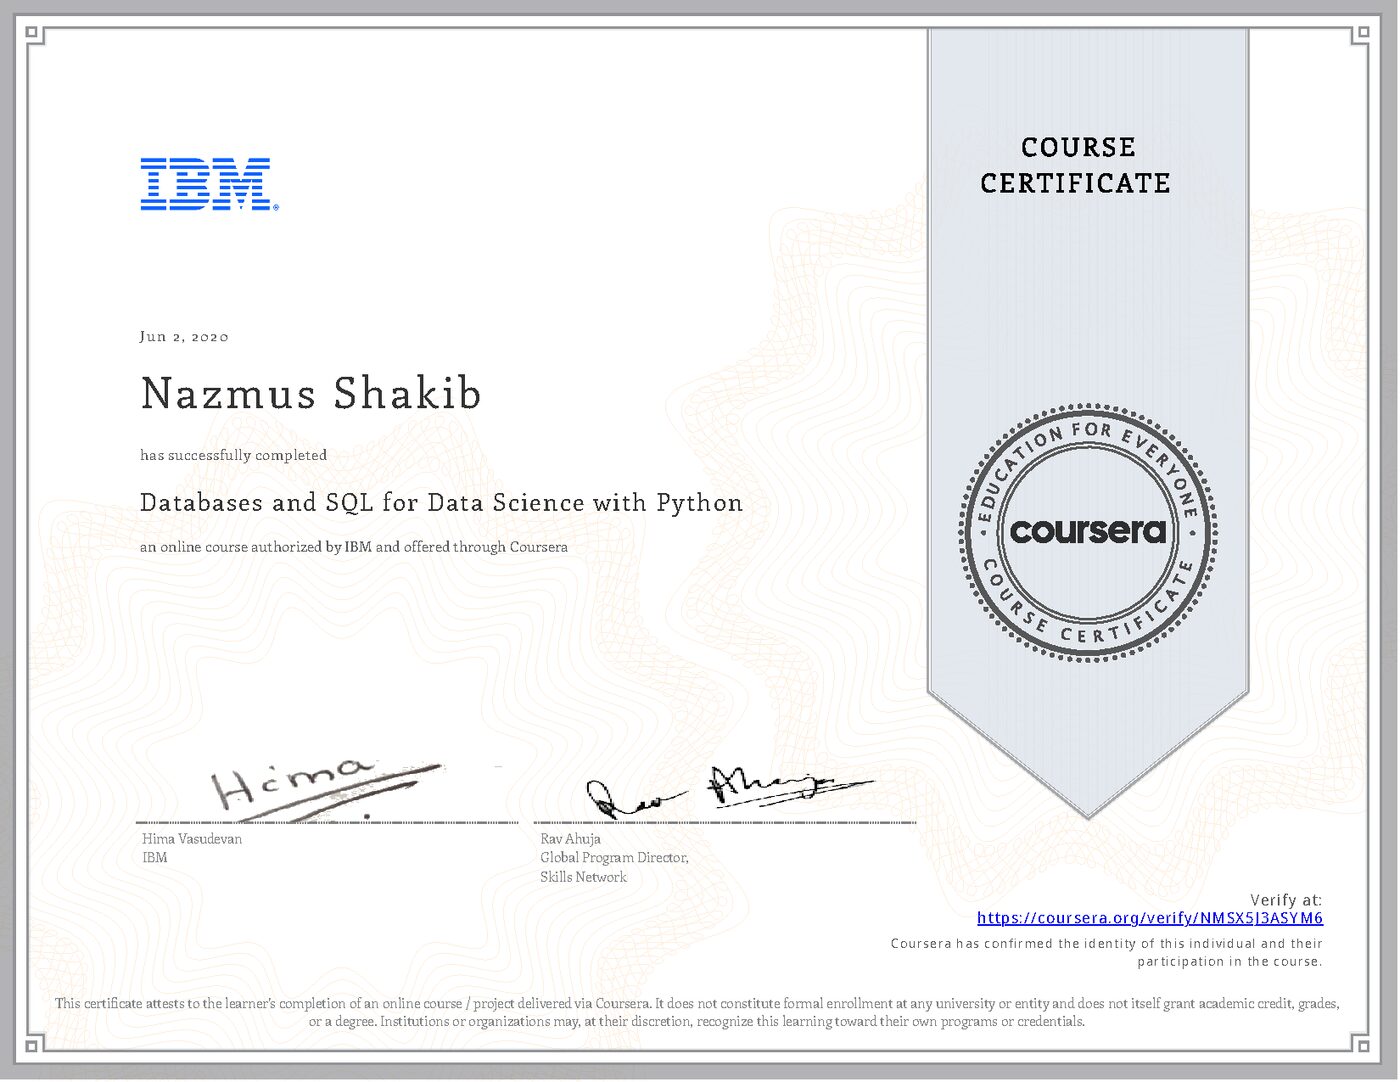 IBM®
COURSE
CERTIFICATE
Jun 2, 2020
Nazmus Shakib
has successfully completed
Databases and SQL for Data Science with Python
an online course authorized by IBM and offered through Coursera
• EDUCATION FOR EVERYONE •
coursera
COURSE CERTIFICATE
Hima
Rav Ahuja
Hima Vasudevan
IBM
Rav Ahuja
Global Program Director,
Skills Network
Verify at:
https://coursera.org/verify/NMSX5J3ASYM6
Coursera has confirmed the identity of this individual and their
participation in the course.
This certificate attests to the learner's completion of an online course / project delivered via Coursera. It does not constitute formal enrollment at any university or entity and does not itself grant academic credit, grades,
or a degree. Institutions or organizations may, at their discretion, recognize this learning toward their own programs or credentials.